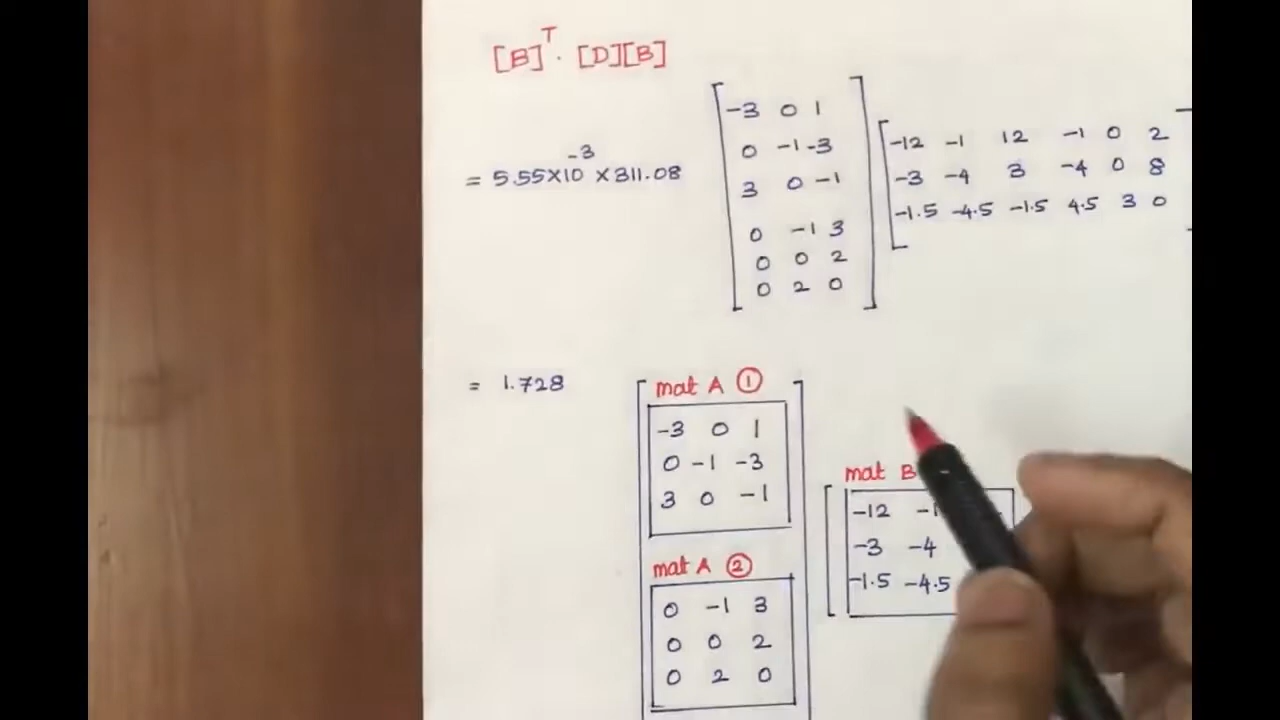 [B]ᵀ. [D][B]
= 5.55×10⁻³ ×311.08
-3 0 1
0 -1 -3
3 0 -1
0 -1 3
0 0 2
0 2 0
-12 -1 12 -1 0 2
-3 -4 3 -4 0 8
-1.5 -4.5 -1.5 4.5 3 0
= 1.728
mat A ①
-3 0 1
0 -1 -3
3 0 -1
mat A ②
0 -1 3
0 0 2
0 2 0
mat B
-12
-3 -4
-1.5 -4.5